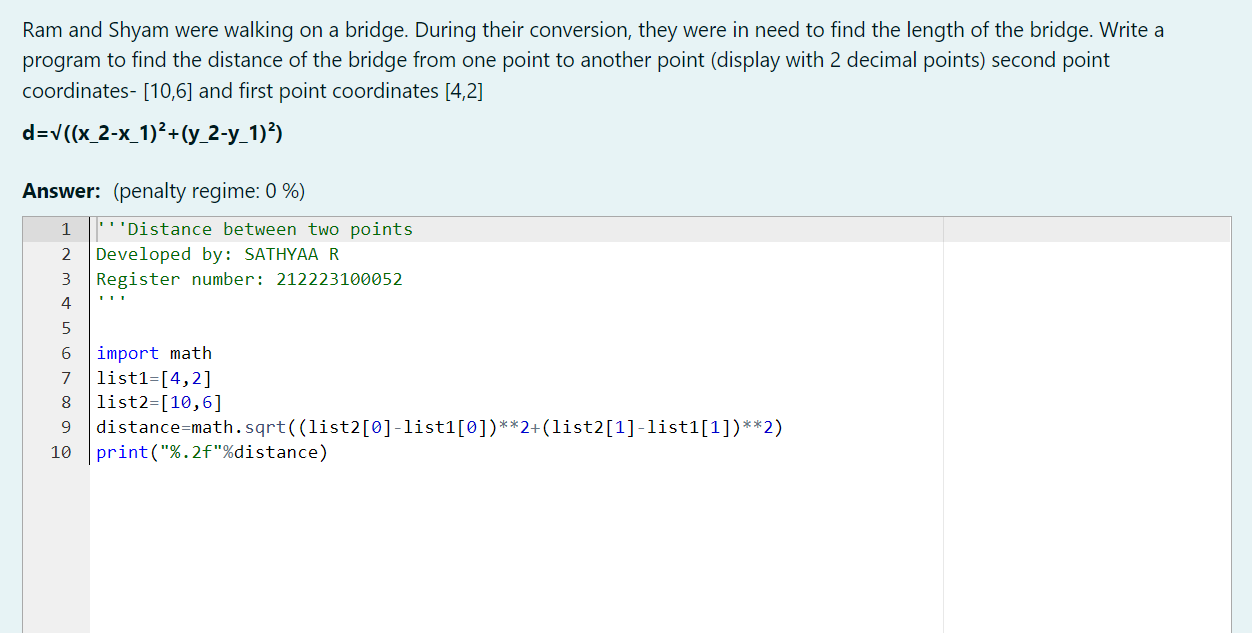 Ram and Shyam were walking on a bridge. During their conversion, they were in need to find the length of the bridge. Write a
program to find the distance of the bridge from one point to another point (display with 2 decimal points) second point
coordinates- [10,6] and first point coordinates [4,2]
d=√((x_2-x_1)²+(y_2-y_1)²)
Answer: (penalty regime: 0 %)
1 '''Distance between two points
2 Developed by: SATHYAA R
3 Register number: 212223100052
4 '''
5
6 import math
7 list1=[4,2]
8 list2=[10,6]
9 distance=math.sqrt((list2[0]-list1[0])**2+(list2[1]-list1[1])**2)
10 print("%.2f"%distance)